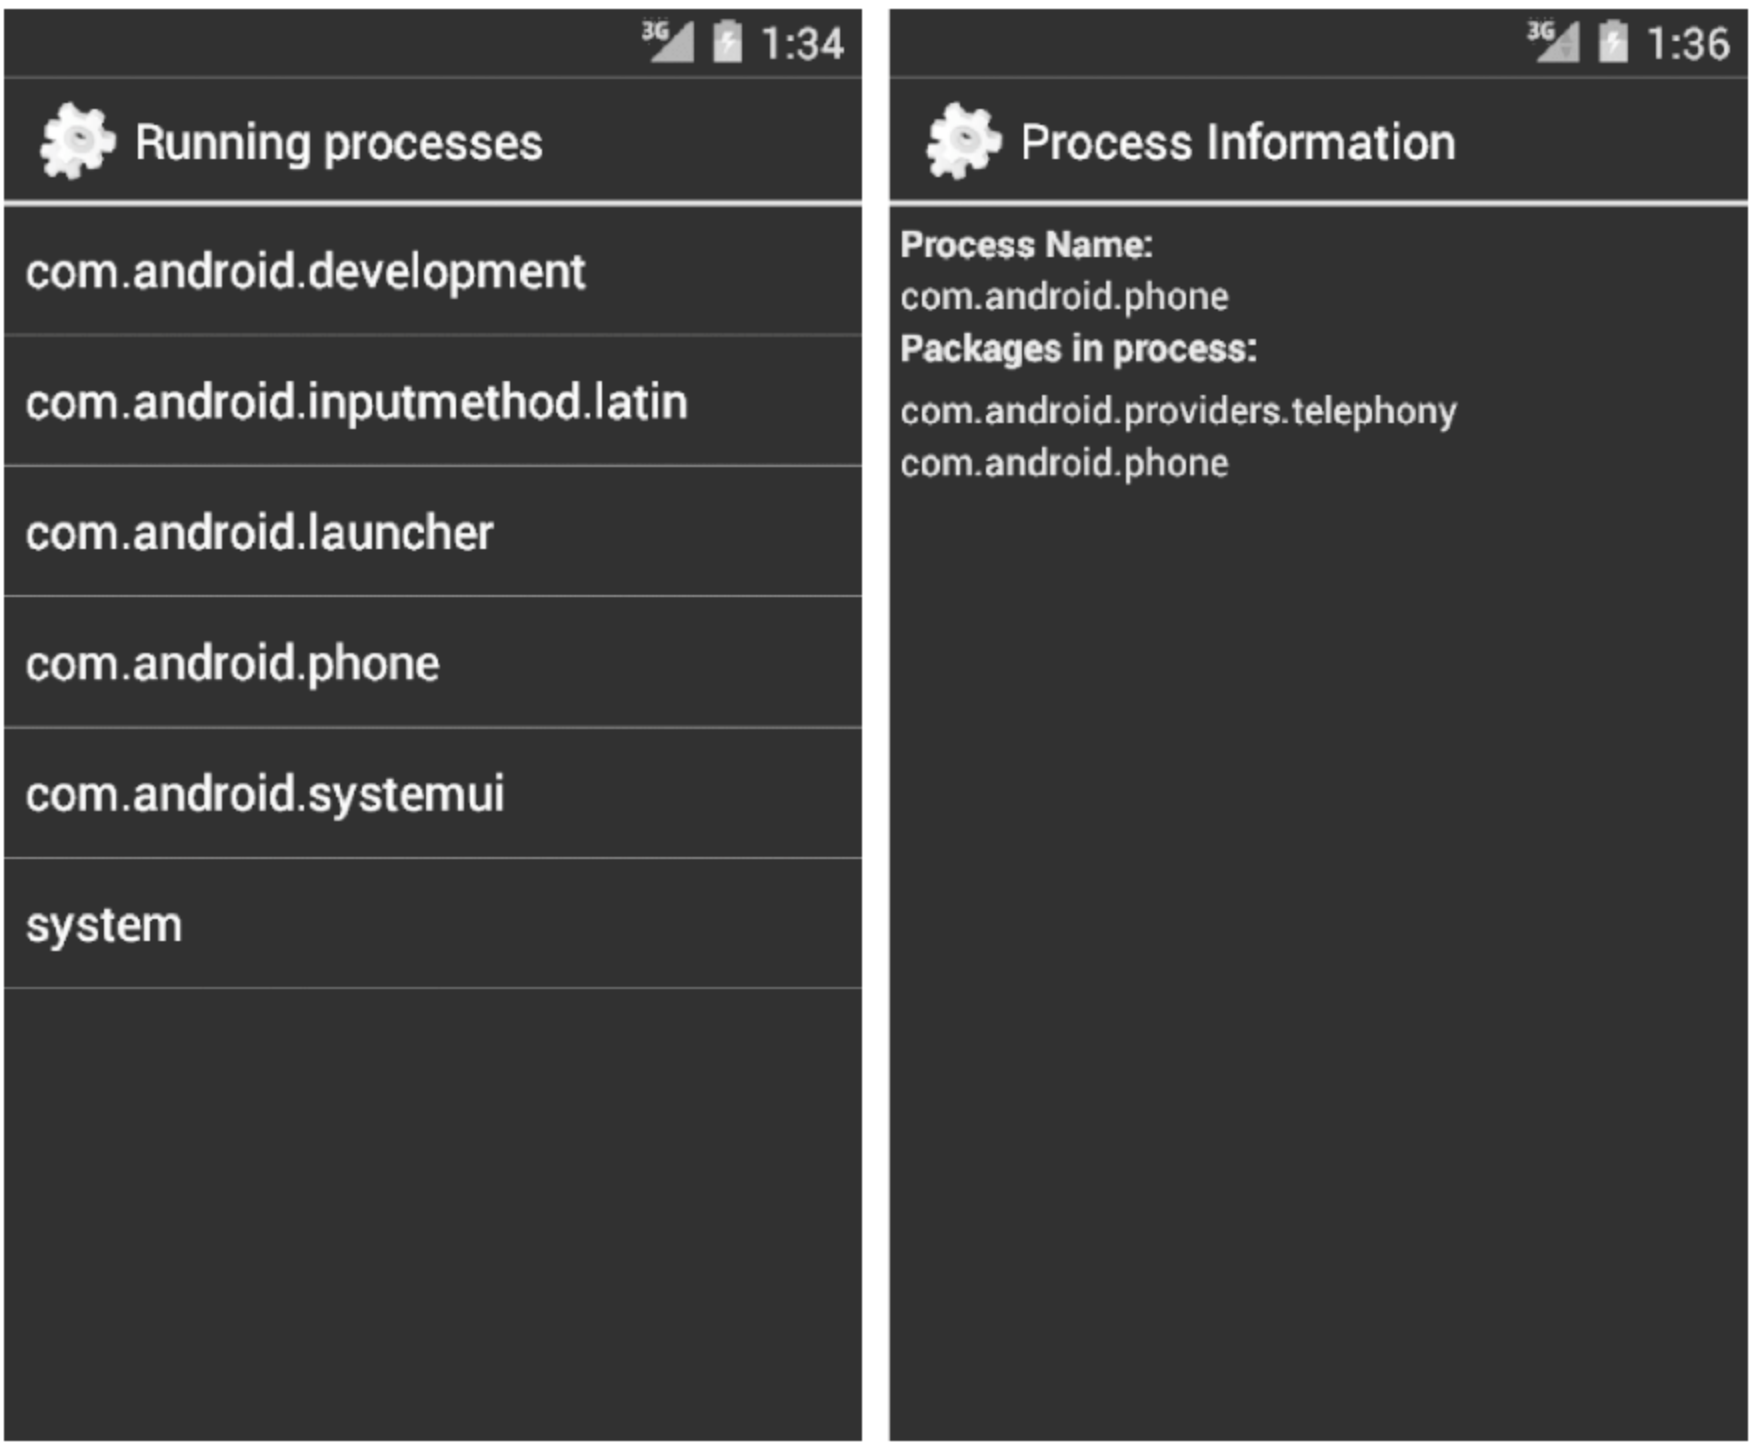 3G 1:34
Running processes
com.android.development
com.android.inputmethod.latin
com.android.launcher
com.android.phone
com.android.systemui
system
3G 1:36
Process Information
Process Name:
com.android.phone
Packages in process:
com.android.providers.telephony
com.android.phone